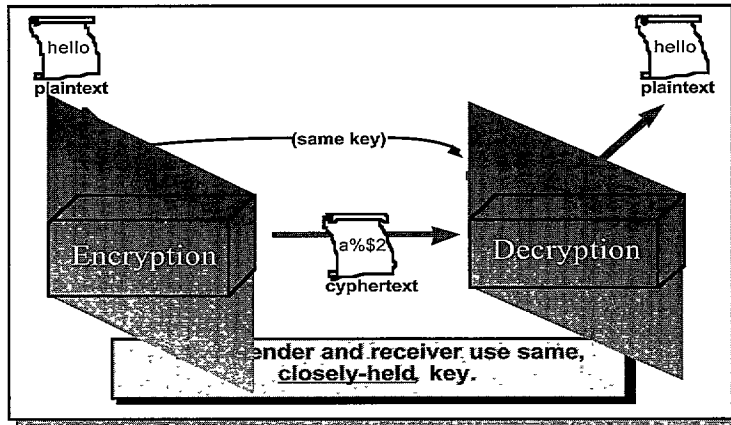 hello
plaintext
hello
plaintext
(same key)
Encryption
a%$2
cyphertext
Decryption
ender and receiver use same,
closely-held, key.